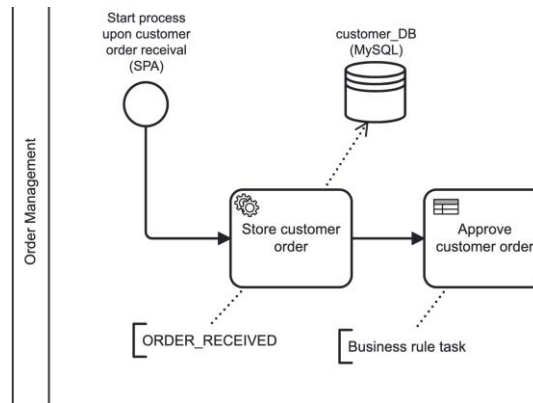 Start process
upon customer
order receival
(SPA)
customer_DB
(MySQL)
Order Management
Store customer
order
Approve
customer order
ORDER_RECEIVED
Business rule task